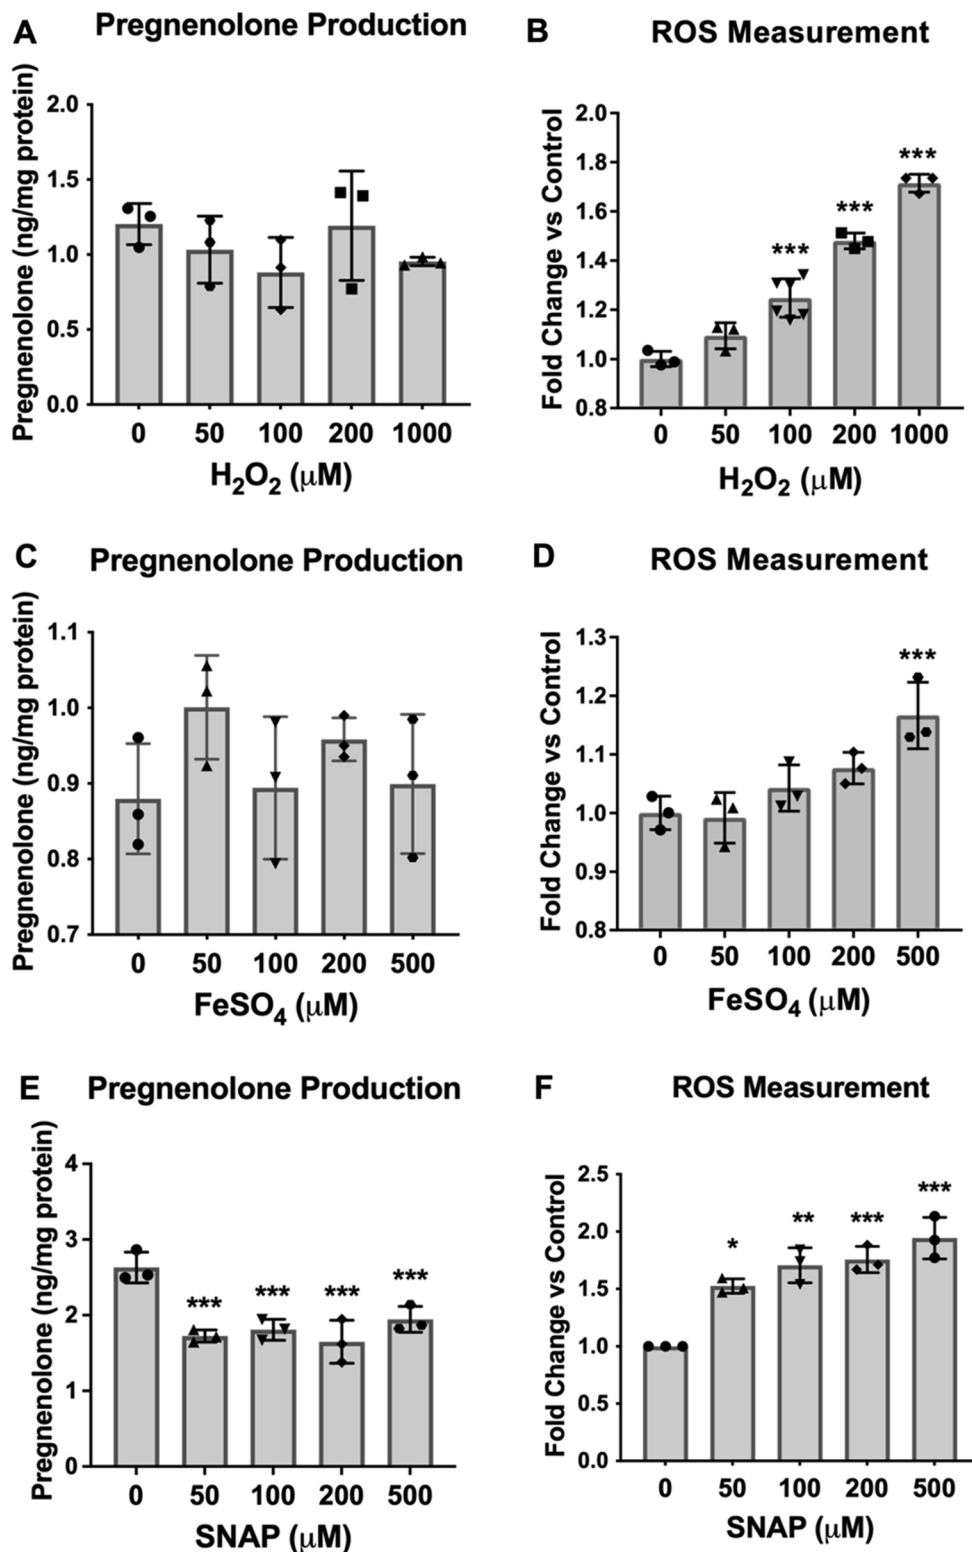 A Pregnenolone Production
Pregnenolone (ng/mg protein)
2.0
1.5
1.0
0.5
0.0
0 50 100 200 1000
H₂O₂ (μM)
B ROS Measurement
Fold Change vs Control
2.0
1.8
1.6
1.4
1.2
1.0
0.8
***
***
***
0 50 100 200 1000
H₂O₂ (μM)
C Pregnenolone Production
Pregnenolone (ng/mg protein)
1.1
1.0
0.9
0.8
0.7
0 50 100 200 500
FeSO₄ (μM)
D ROS Measurement
Fold Change vs Control
1.3
1.2
1.1
1.0
0.9
0.8
***
0 50 100 200 500
FeSO₄ (μM)
E Pregnenolone Production
Pregnenolone (ng/mg protein)
4
3
2
1
0
*** *** *** ***
0 50 100 200 500
SNAP (μM)
F ROS Measurement
Fold Change vs Control
2.5
2.0
1.5
1.0
0.5
0.0
* ** *** ***
0 50 100 200 500
SNAP (μM)